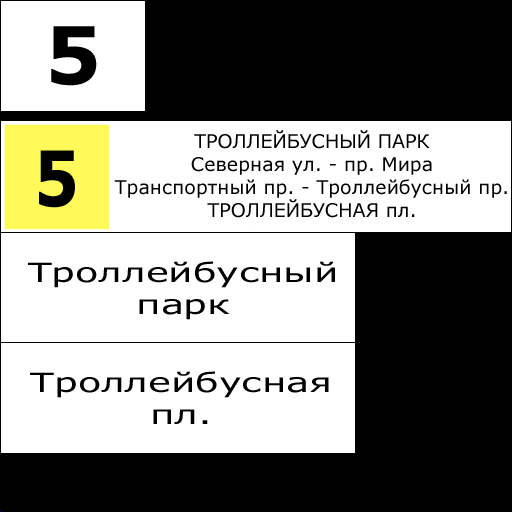 5
5
ТРОЛЛЕЙБУСНЫЙ ПАРК
Северная ул. - пр. Мира
Транспортный пр. - Троллейбусный пр.
ТРОЛЛЕЙБУСНАЯ пл.
Троллейбусный
парк
Троллейбусная
пл.